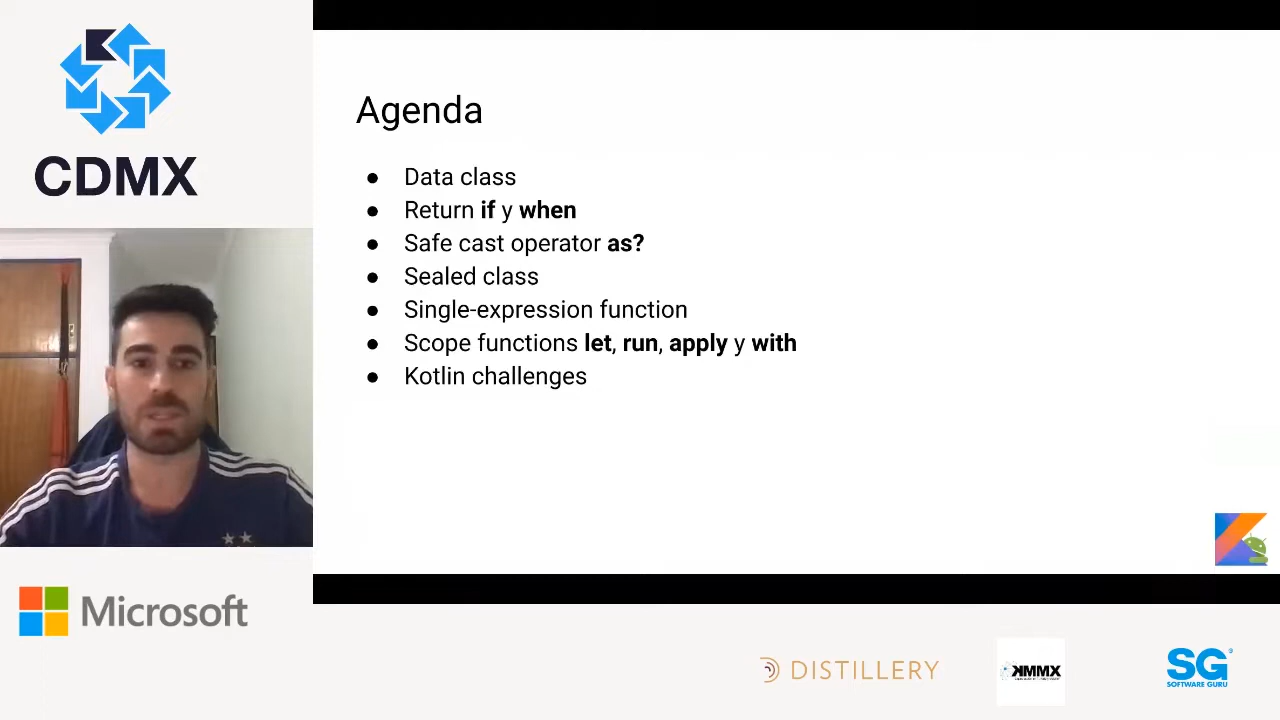 CDMX
Agenda
● Data class
● Return if y when
● Safe cast operator as?
● Sealed class
● Single-expression function
● Scope functions let, run, apply y with
● Kotlin challenges
Microsoft
DISTILLERY
KMMX
SG
SOFTWARE GURU